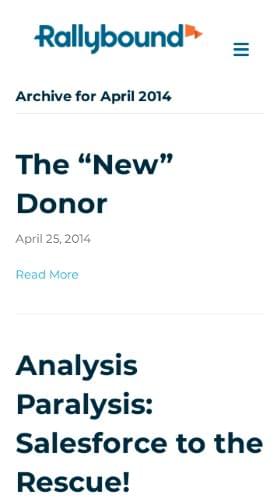 Rallybound
Archive for April 2014
The “New”
Donor
April 25, 2014
Read More
Analysis
Paralysis:
Salesforce to the
Rescue!